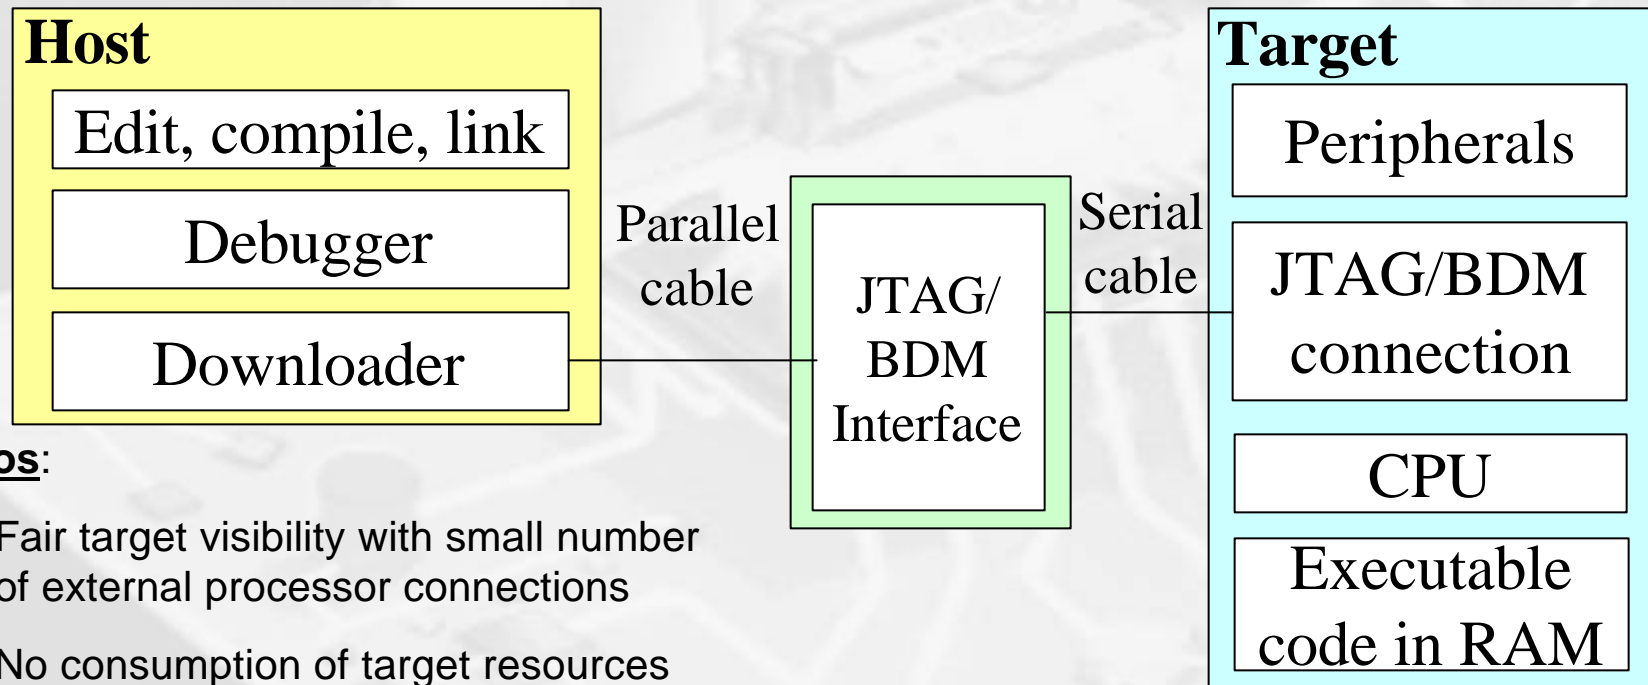 Host
Edit, compile, link
Debugger
Downloader
Parallel
cable
JTAG/
BDM
Interface
Serial
cable
Target
Peripherals
JTAG/BDM
connection
CPU
Executable
code in RAM
os:
Fair target visibility with small number
of external processor connections
No consumption of target resources